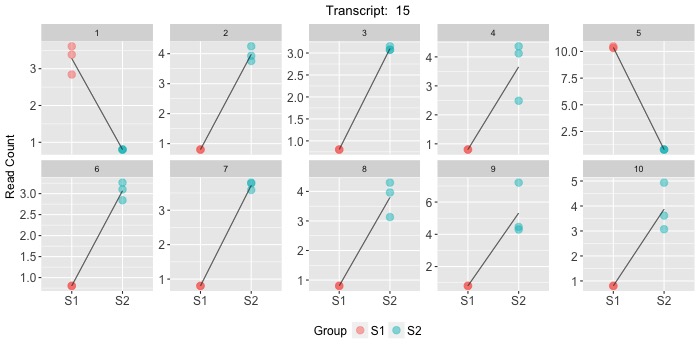 Transcript: 15
1 2 3 4 5
3 2 1
4 3 2 1
3.0 2.5 2.0 1.5 1.0
4 3 2 1
10.0 7.5 5.0 2.5
Read Count
6 7 8 9 10
3.0 2.5 2.0 1.5 1.0
3 2 1
4 3 2 1
6 4 2
5 4 3 2 1
S1 S2 S1 S2 S1 S2 S1 S2 S1 S2
Group S1 S2